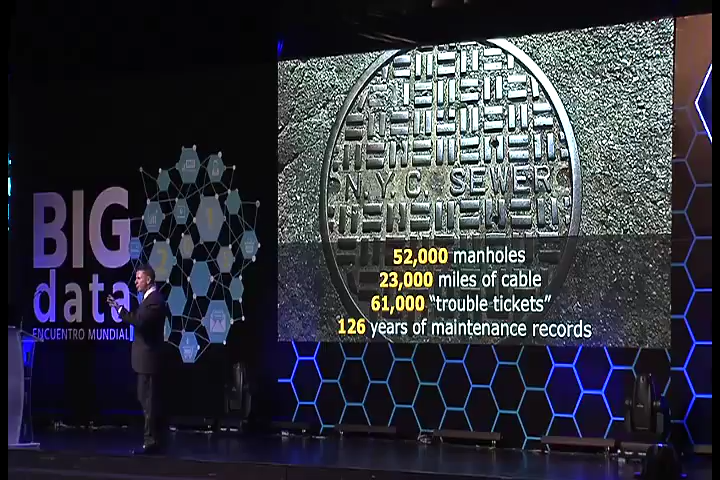 BIG
data
ENCUENTRO MUNDIAL
N.Y.C. SEWER
52,000 manholes
23,000 miles of cable
61,000 "trouble tickets"
126 years of maintenance records